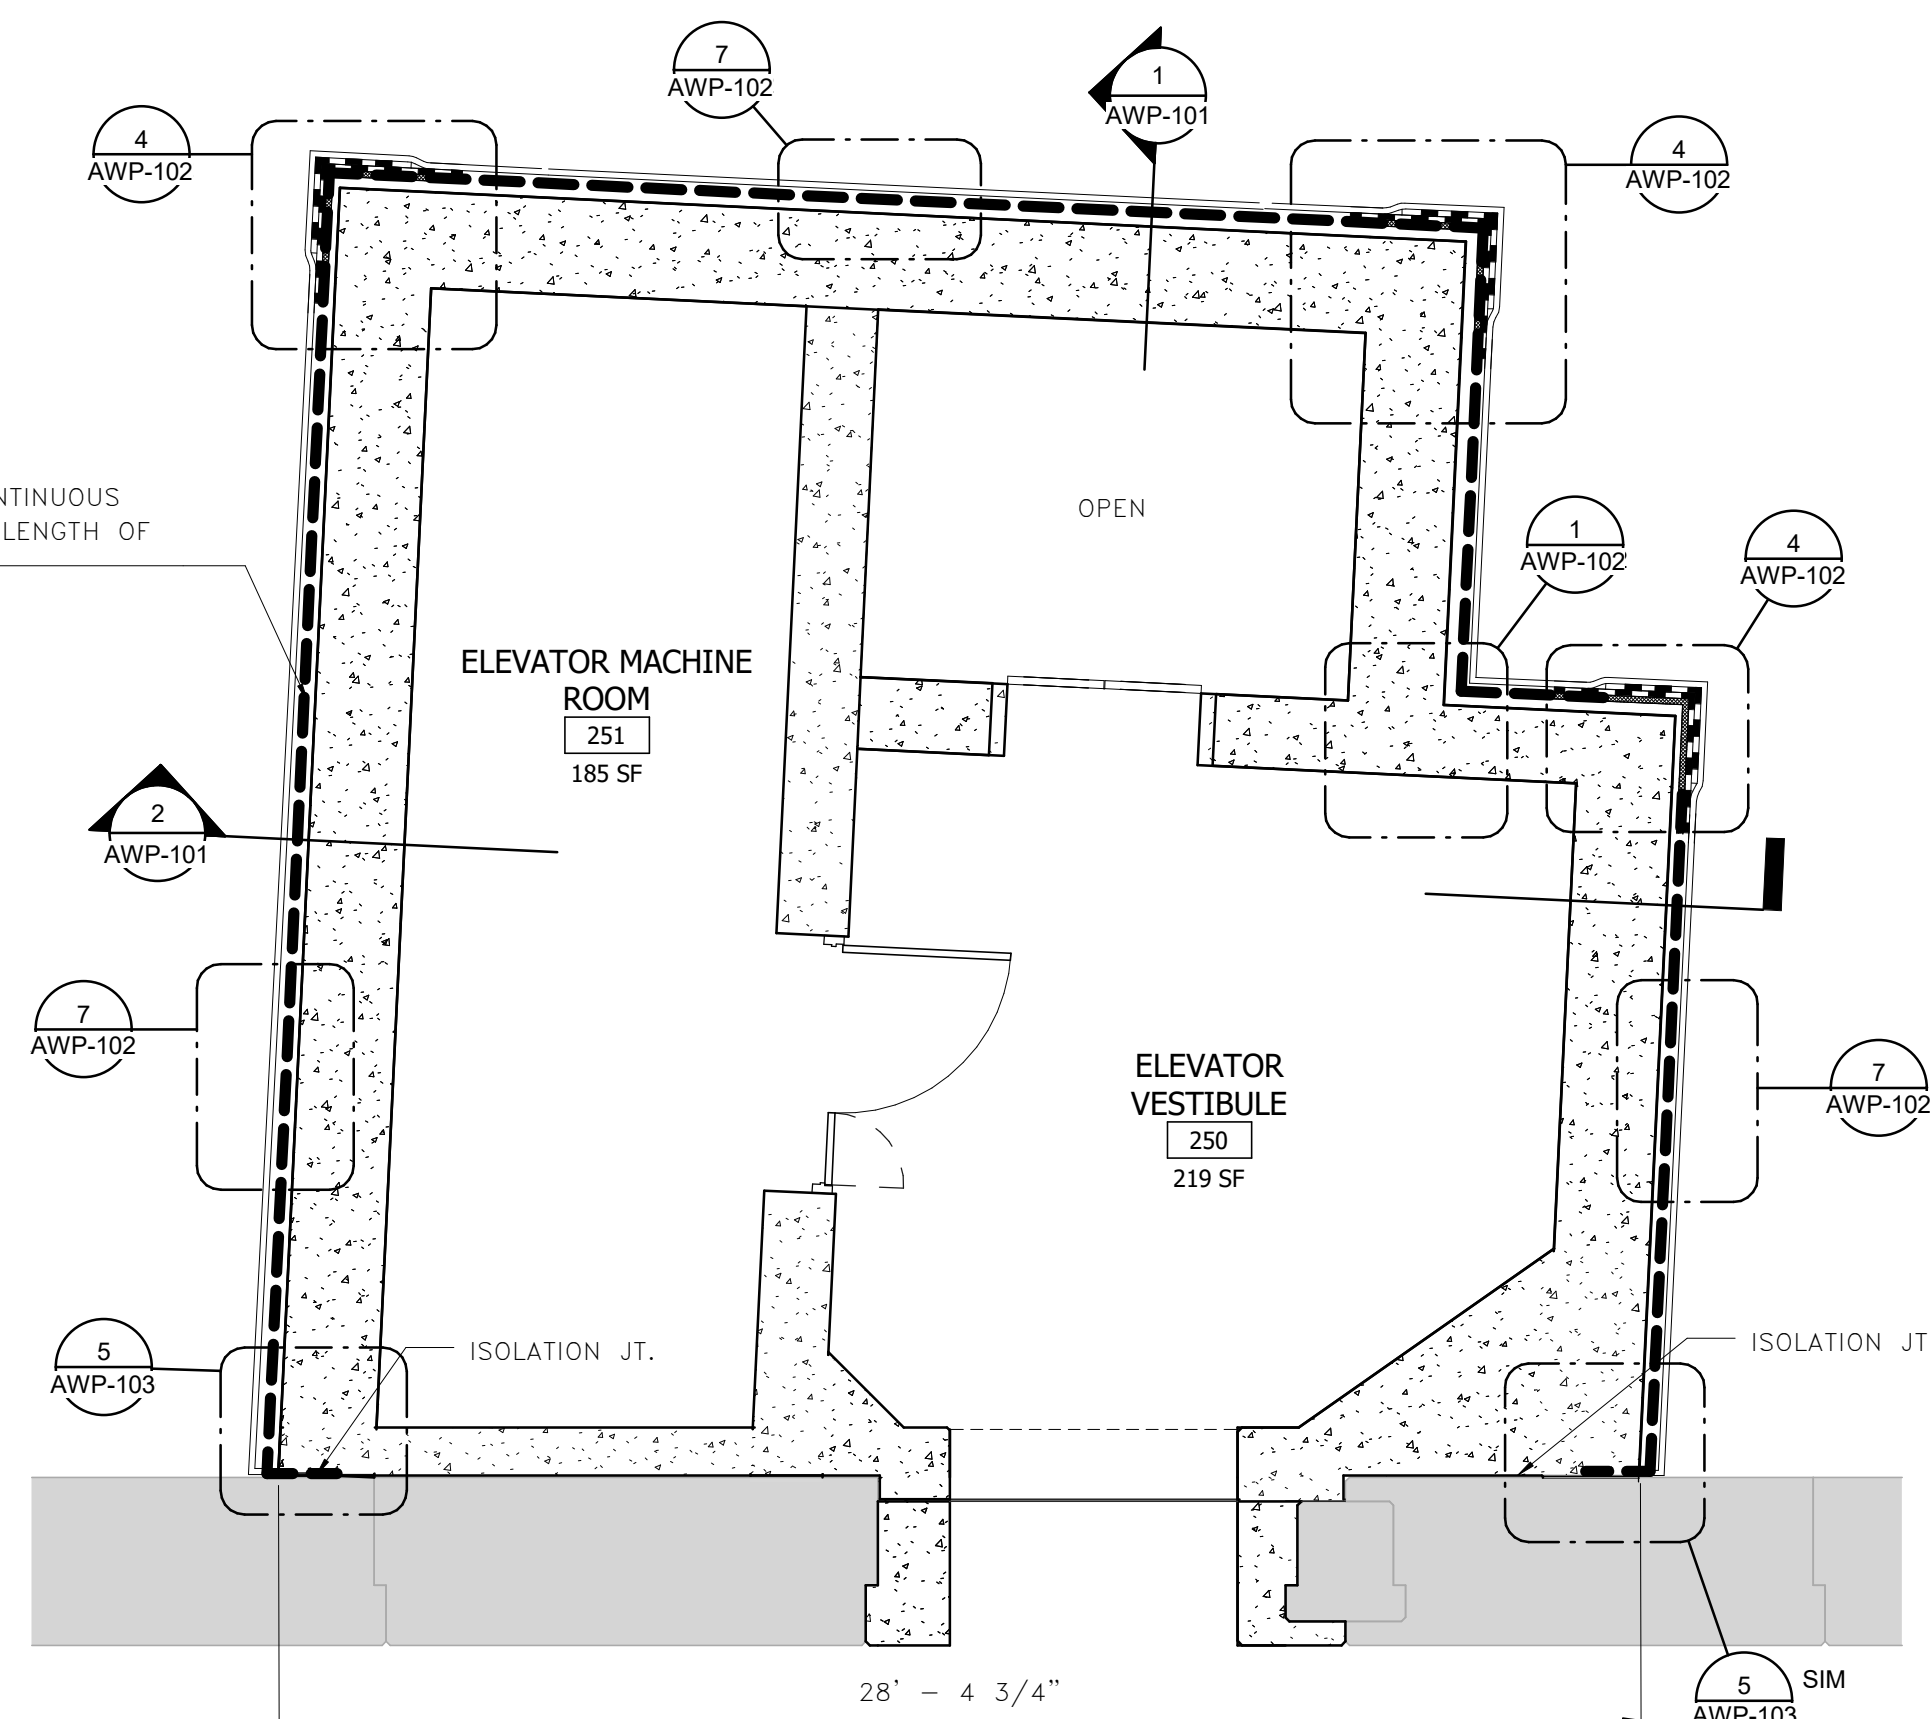 7
AWP-102
1
AWP-101
4
AWP-102
4
AWP-102
NTINUOUS
LENGTH OF
OPEN
1
AWP-102
4
AWP-102
ELEVATOR MACHINE
ROOM
251
185 SF
2
AWP-101
7
AWP-102
ELEVATOR
VESTIBULE
250
219 SF
7
AWP-102
5
AWP-103
ISOLATION JT.
ISOLATION JT
28' - 4 3/4"
5
SIM
AWP-103